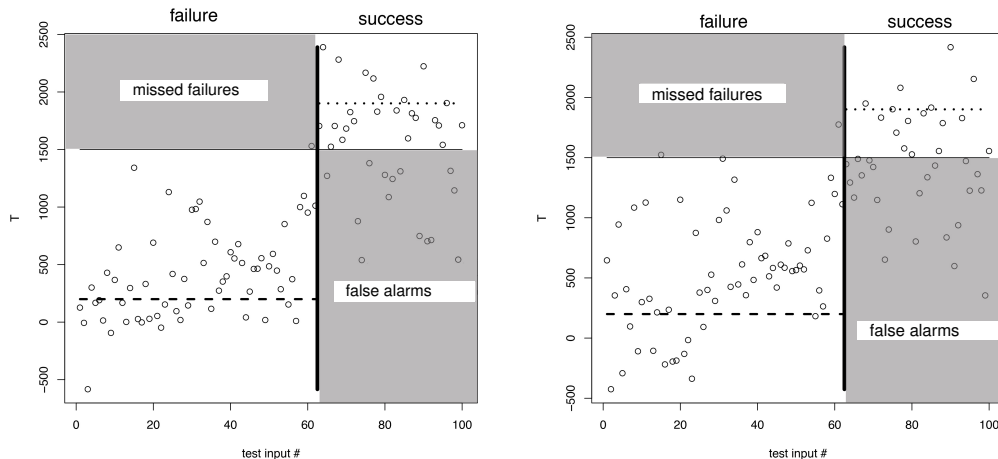 failure success
missed failures
false alarms
T
2500
2000
1500
1000
500
0
−500
0 20 40 60 80 100
test input #
failure success
missed failures
false alarms
T
2500
2000
1500
1000
500
0
−500
0 20 40 60 80 100
test input #